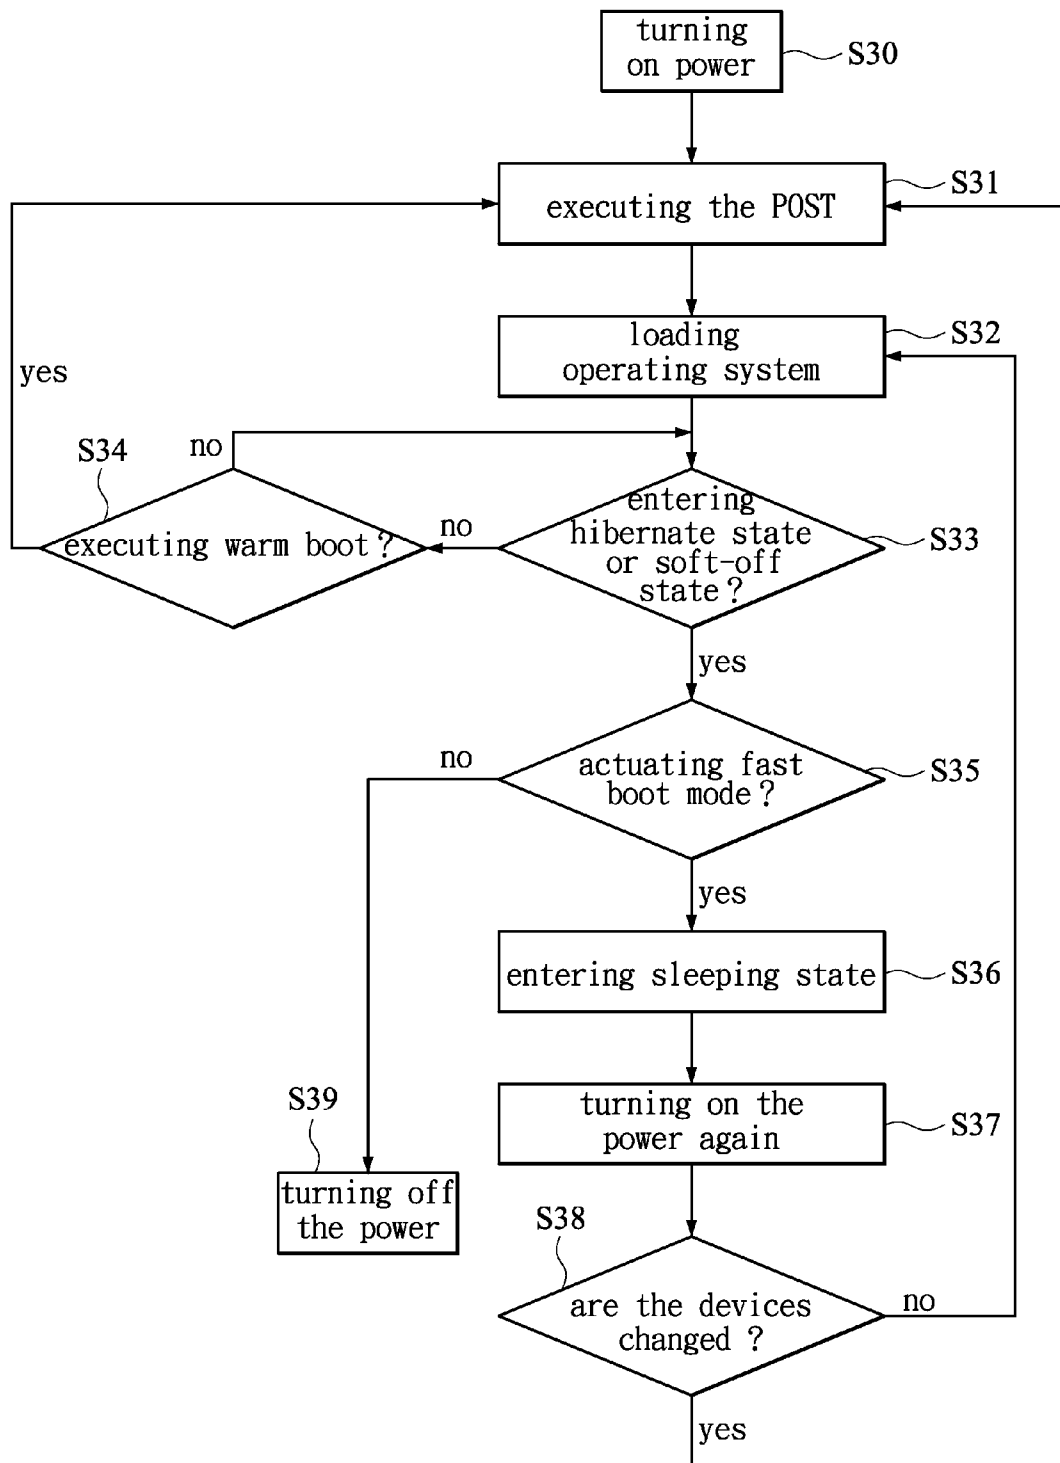 turning
on power
S30
executing the POST
S31
loading
operating system
S32
yes
no
S34
executing warm boot?
no
entering
hibernate state
or soft-off
state?
S33
yes
no
actuating fast
boot mode?
S35
yes
entering sleeping state
S36
turning on the
power again
S37
S39
turning off
the power
S38
are the devices
changed ?
no
yes